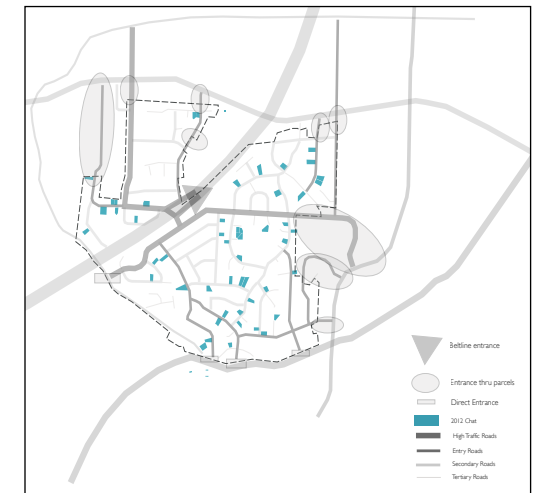 Beltline entrance
Entrance thru parcels
Direct Entrance
2012 Chat
High Traffic Roads
Entry Roads
Secondary Roads
Tertiary Roads